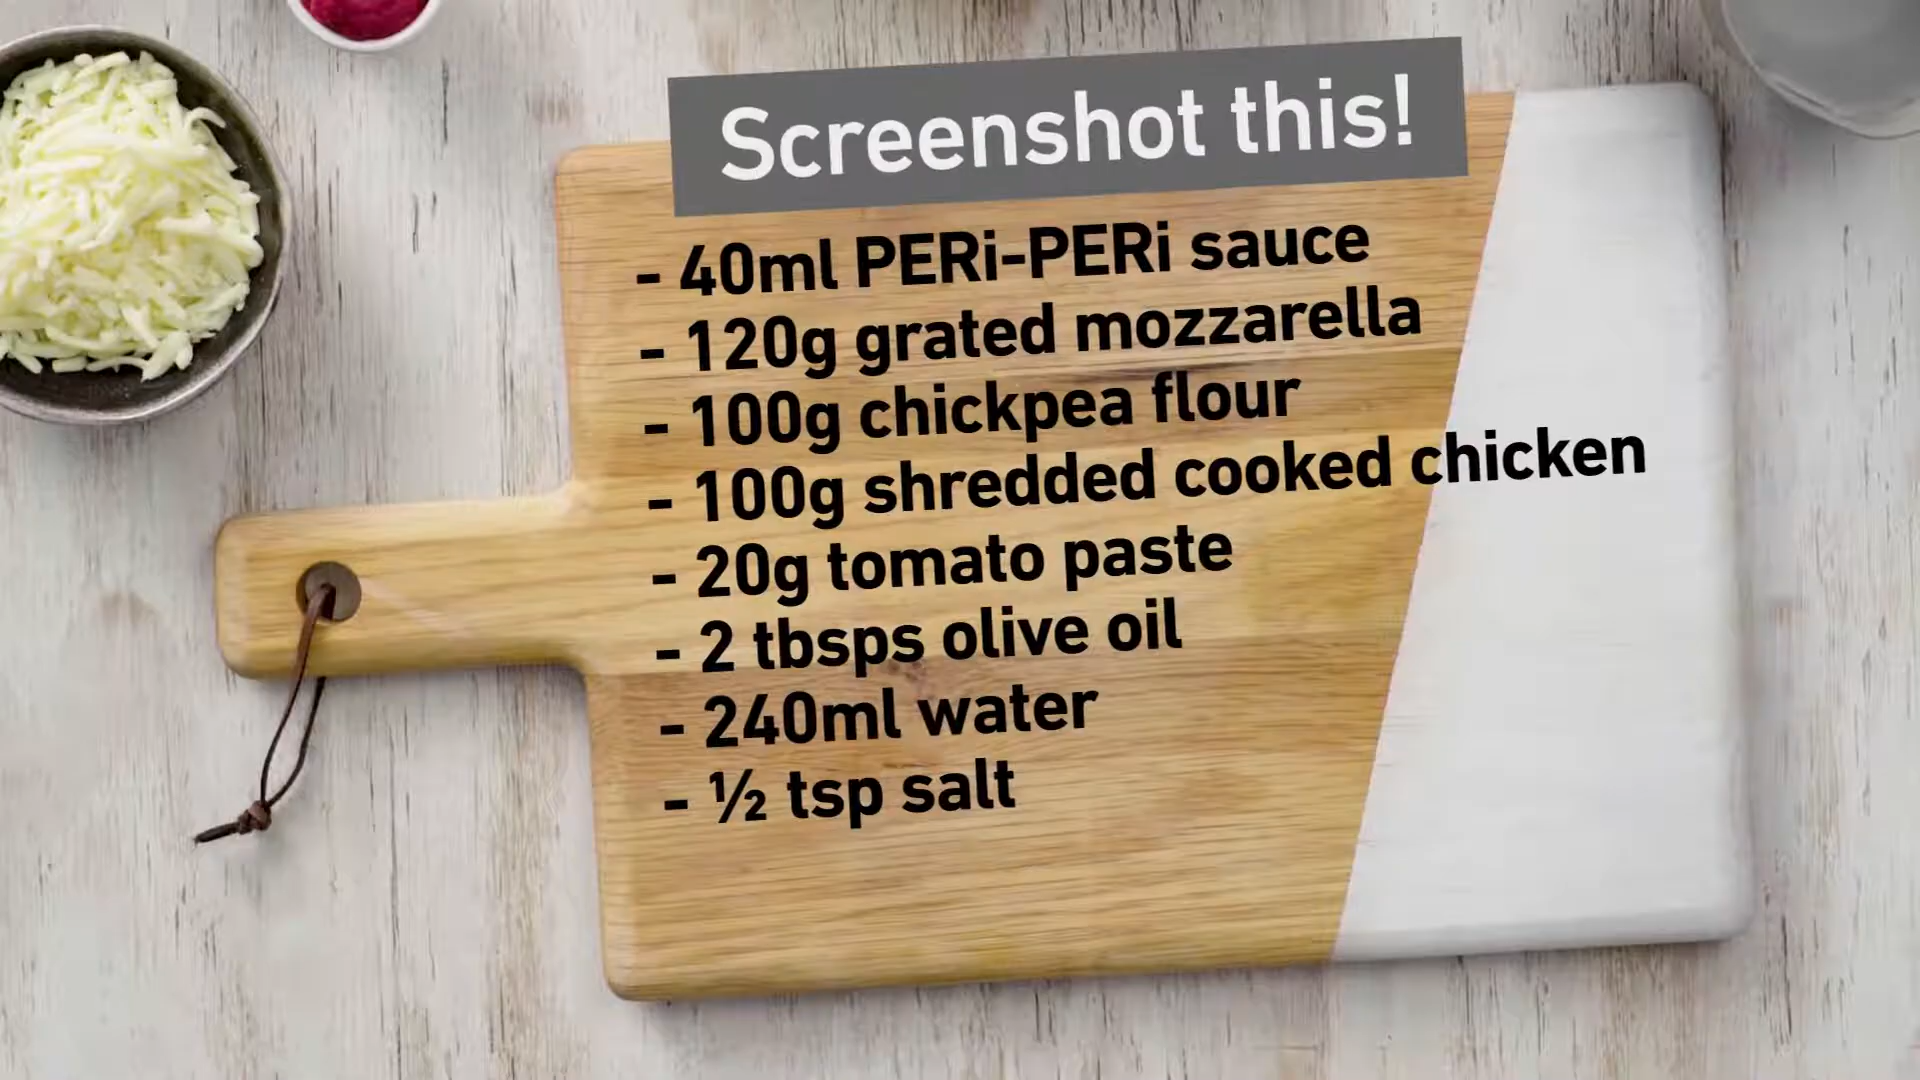 Screenshot this!
- 40ml PERi-PERi sauce
- 120g grated mozzarella
- 100g chickpea flour
- 100g shredded cooked chicken
- 20g tomato paste
- 2 tbsps olive oil
- 240ml water
- ½ tsp salt